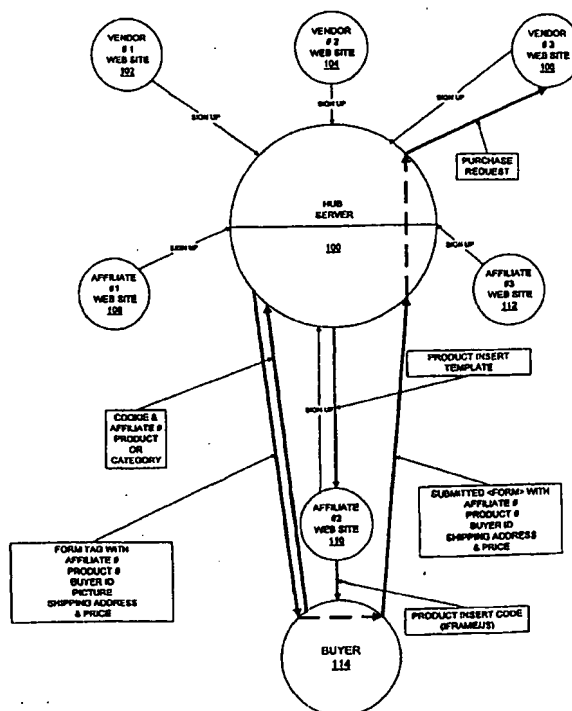 VENDOR
#1
WEB SITE
102
VENDOR
#2
WEB SITE
104
VENDOR
#3
WEB SITE
106
SIGN UP
SIGN UP
SIGN UP
PURCHASE
REQUEST
HUB
SERVER
100
SIGN UP
SIGN UP
AFFILIATE
#1
WEB SITE
108
AFFILIATE
#3
WEB SITE
112
PRODUCT INSERT
TEMPLATE
COOKIE &
AFFILIATE #
PRODUCT
OR
CATEGORY
SIGN UP
AFFILIATE
#2
WEB SITE
110
SUBMITTED <FORM> WITH
AFFILIATE #
PRODUCT #
BUYER ID
SHIPPING ADDRESS
& PRICE
FORM TAG WITH
AFFILIATE #
PRODUCT #
BUYER ID
PICTURE
SHIPPING ADDRESS
& PRICE
PRODUCT INSERT CODE
(IFRAME/JS)
BUYER
114